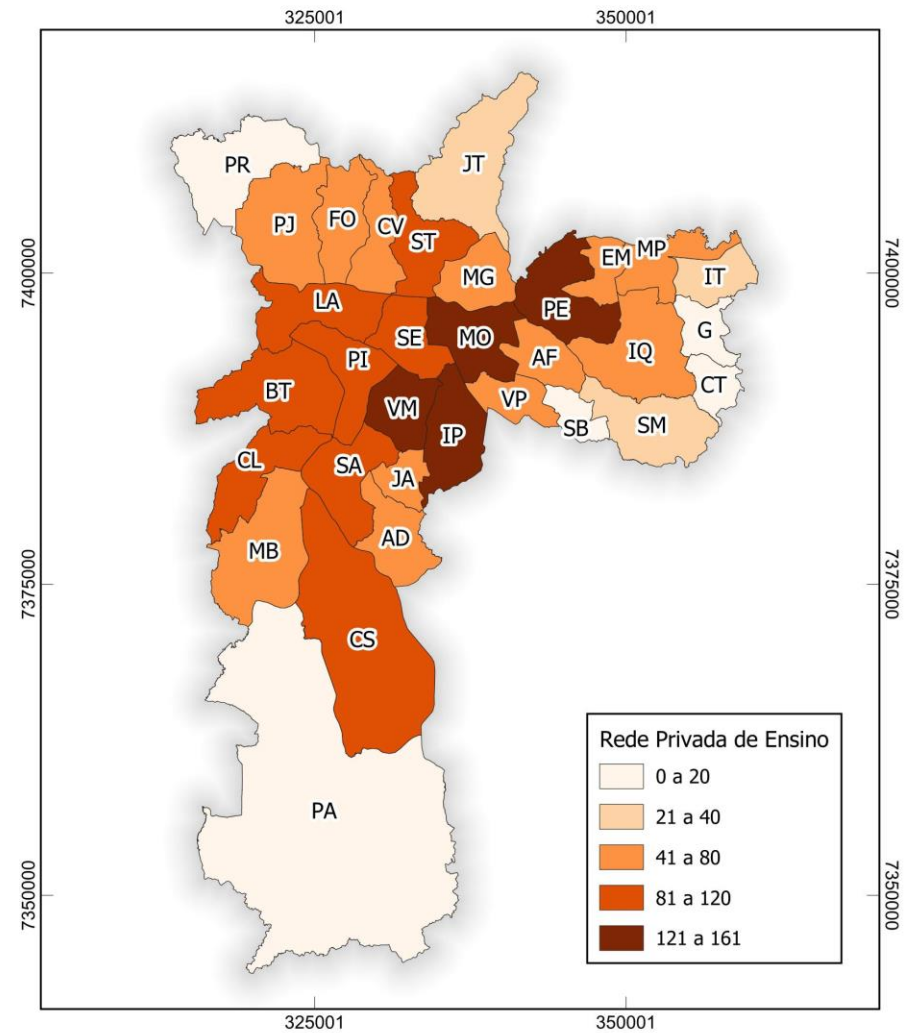 325001 350001
PR
JT
PJ
FO
CV
ST
MG
EM
MP
IT
7400000
7400000
LA
SE
MO
PE
G
PI
AF
IQ
BT
VM
VP
CT
IP
SB
SM
CL
SA
JA
MB
AD
7375000
7375000
CS
PA
Rede Privada de Ensino
0 a 20
21 a 40
41 a 80
81 a 120
121 a 161
7350000
7350000
325001 350001